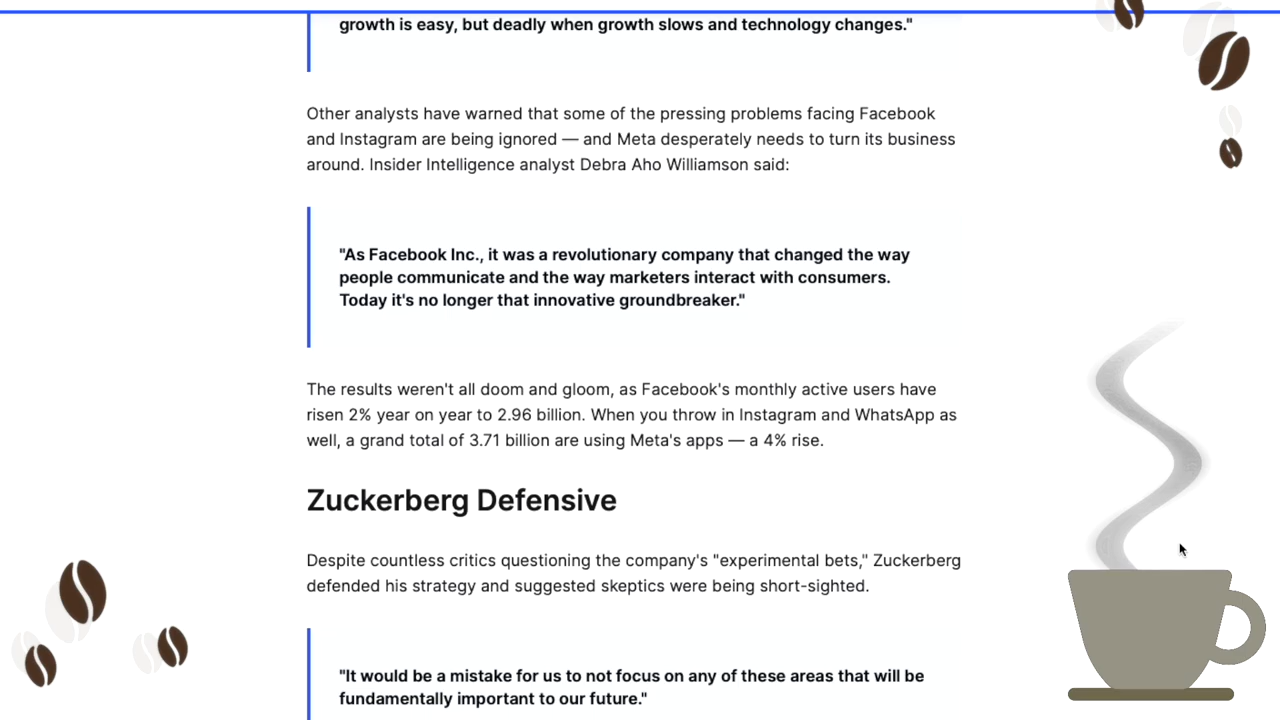 growth is easy, but deadly when growth slows and technology changes."
Other analysts have warned that some of the pressing problems facing Facebook
and Instagram are being ignored — and Meta desperately needs to turn its business
around. Insider Intelligence analyst Debra Aho Williamson said:
"As Facebook Inc., it was a revolutionary company that changed the way
people communicate and the way marketers interact with consumers.
Today it's no longer that innovative groundbreaker."
The results weren't all doom and gloom, as Facebook's monthly active users have
risen 2% year on year to 2.96 billion. When you throw in Instagram and WhatsApp as
well, a grand total of 3.71 billion are using Meta's apps — a 4% rise.
Zuckerberg Defensive
Despite countless critics questioning the company's "experimental bets," Zuckerberg
defended his strategy and suggested skeptics were being short-sighted.
"It would be a mistake for us to not focus on any of these areas that will be
fundamentally important to our future."